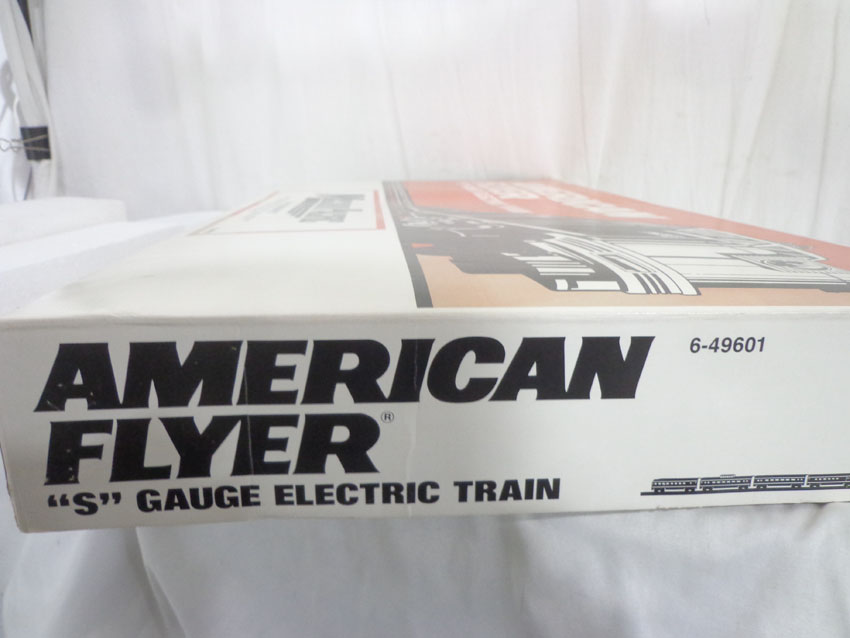 AMERICAN
FLYER®
"S" GAUGE ELECTRIC TRAIN
6-49601